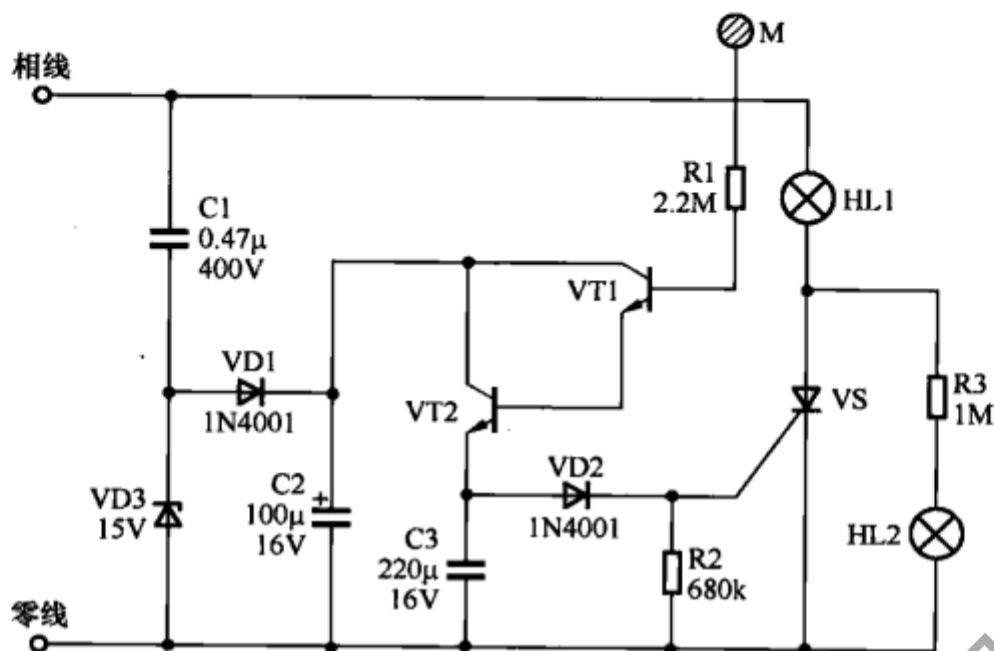 M
相线
R1
2.2M
HL1
C1
0.47μ
400V
VT1
VD1
1N4001
VS
R3
1M
VT2
VD2
1N4001
C2
100μ
16V
+
VD3
15V
C3
220μ
16V
R2
680k
HL2
零线